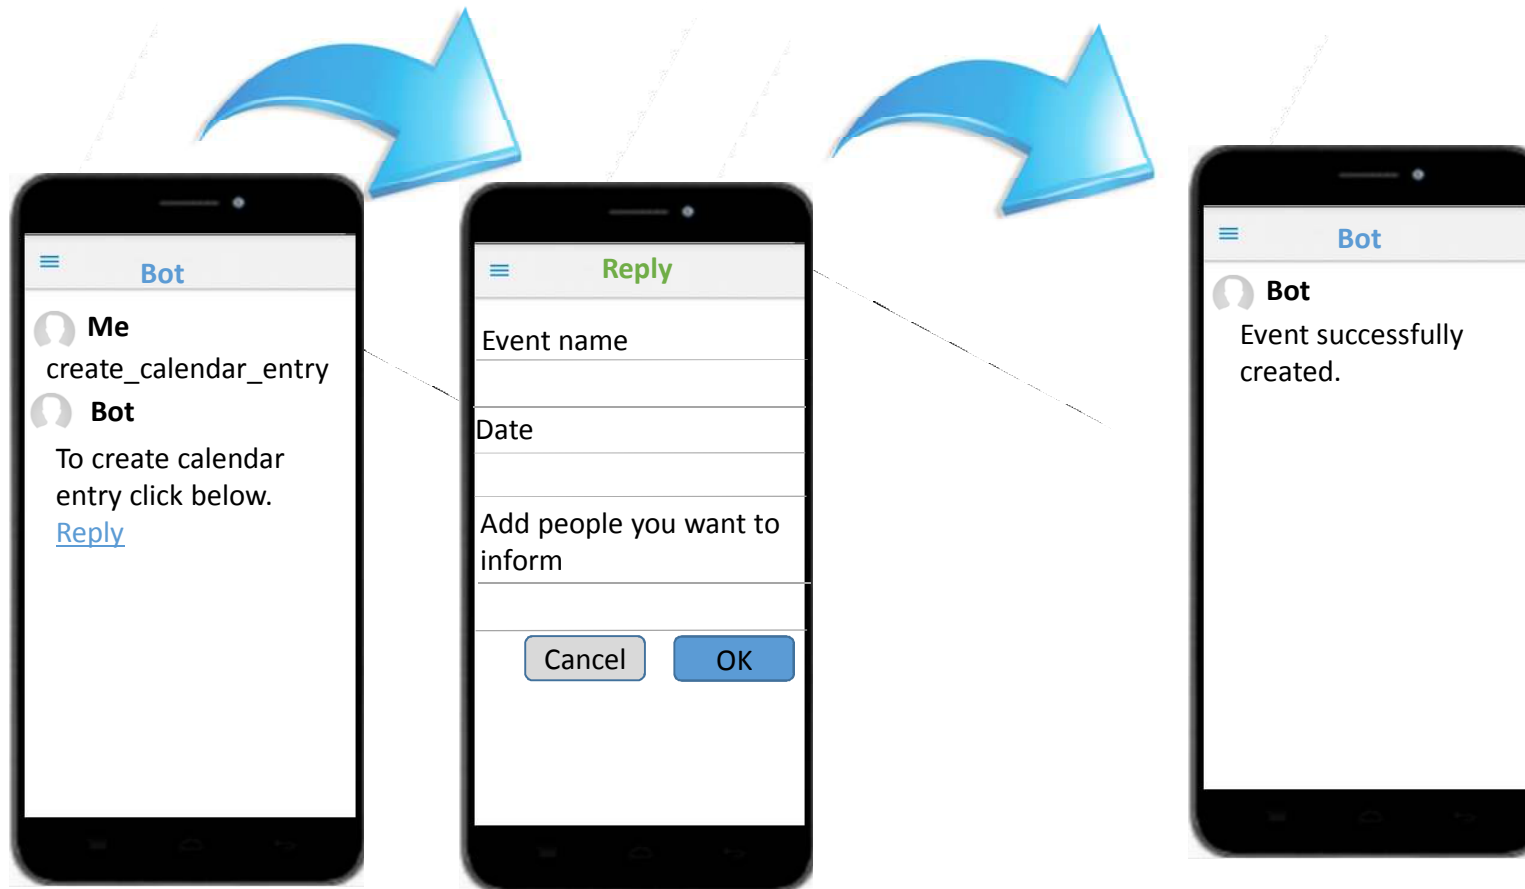 Bot
Me
create_calendar_entry
Bot
To create calendar
entry click below.
Reply
Reply
Event name
Date
Add people you want to
inform
Cancel
OK
Bot
Bot
Event successfully
created.